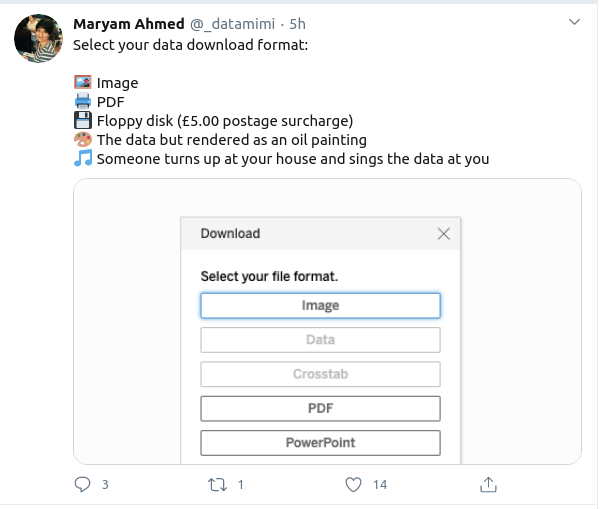 Maryam Ahmed @_datamimi · 5h
Select your data download format:
🖼️ Image
🖨️ PDF
💾 Floppy disk (£5.00 postage surcharge)
🎨 The data but rendered as an oil painting
🎵 Someone turns up at your house and sings the data at you
Download
Select your file format.
Image
Data
Crosstab
PDF
PowerPoint
3 1 14